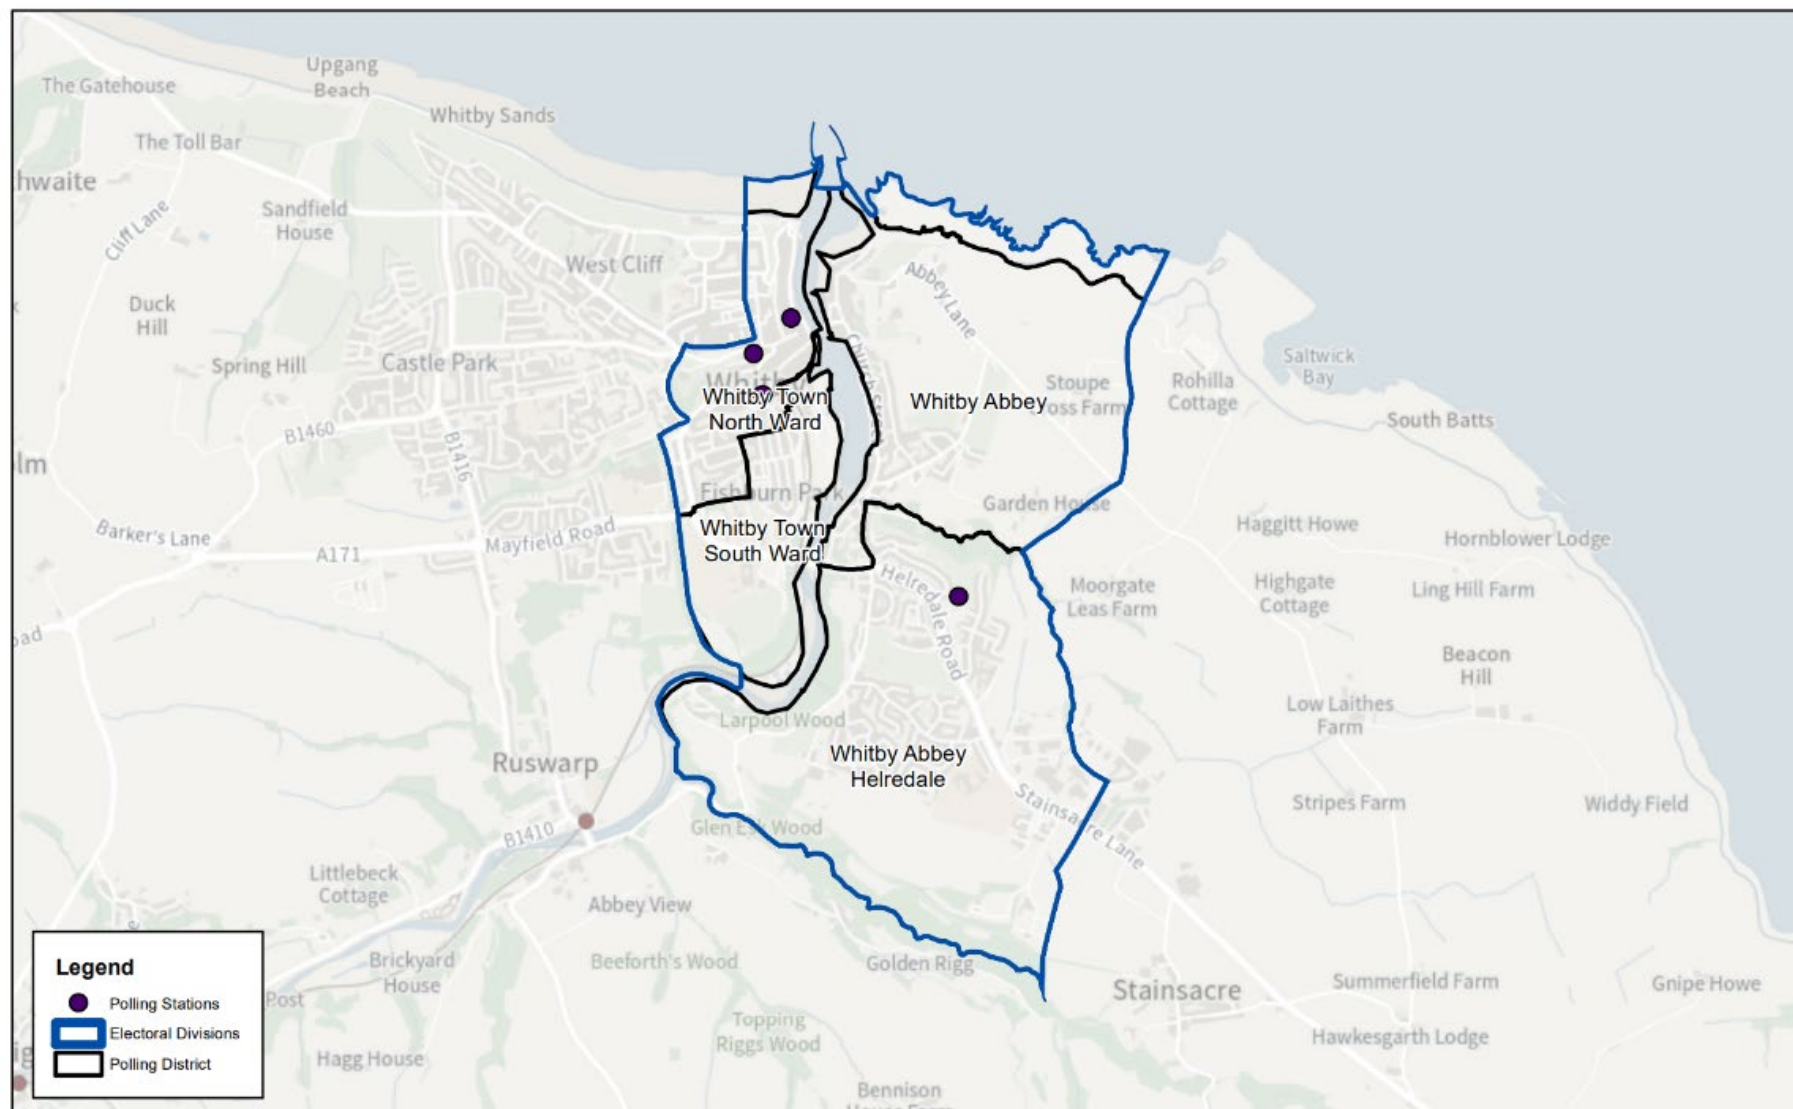 Upgang
Beach
The Gatehouse
Whitby Sands
The Toll Bar
hwaite
Sandfield
House
Cliff Lane
West Cliff
Abbey Lane
Duck
Hill
Spring Hill
Castle Park
Saltwick
Bay
Whitby
Whitby Town
North Ward
Whitby Abbey
Stoupe
Cross Farm
Rohilla
Cottage
South Batts
B1460
B1416
olm
Fishburn Park
Garden House
Whitby Town
South Ward
Barker's Lane
A171
Mayfield Road
Haggitt Howe
Hornblower Lodge
Helredale Road
Moorgate
Leas Farm
Highgate
Cottage
Ling Hill Farm
oad
Beacon
Hill
Larpool Wood
Low Laithes
Farm
Ruswarp
Whitby Abbey
Helredale
Stainsacre Lane
Stripes Farm
Widdy Field
B1410
Glen Esk Wood
Littlebeck
Cottage
Abbey View
Brickyard
House
Beeforth's Wood
Golden Rigg
Stainsacre
Summerfield Farm
Gnipe Howe
Post
Topping
Riggs Wood
Hawkesgarth Lodge
Hagg House
Bennison
Legend
Polling Stations
Electoral Divisions
Polling District